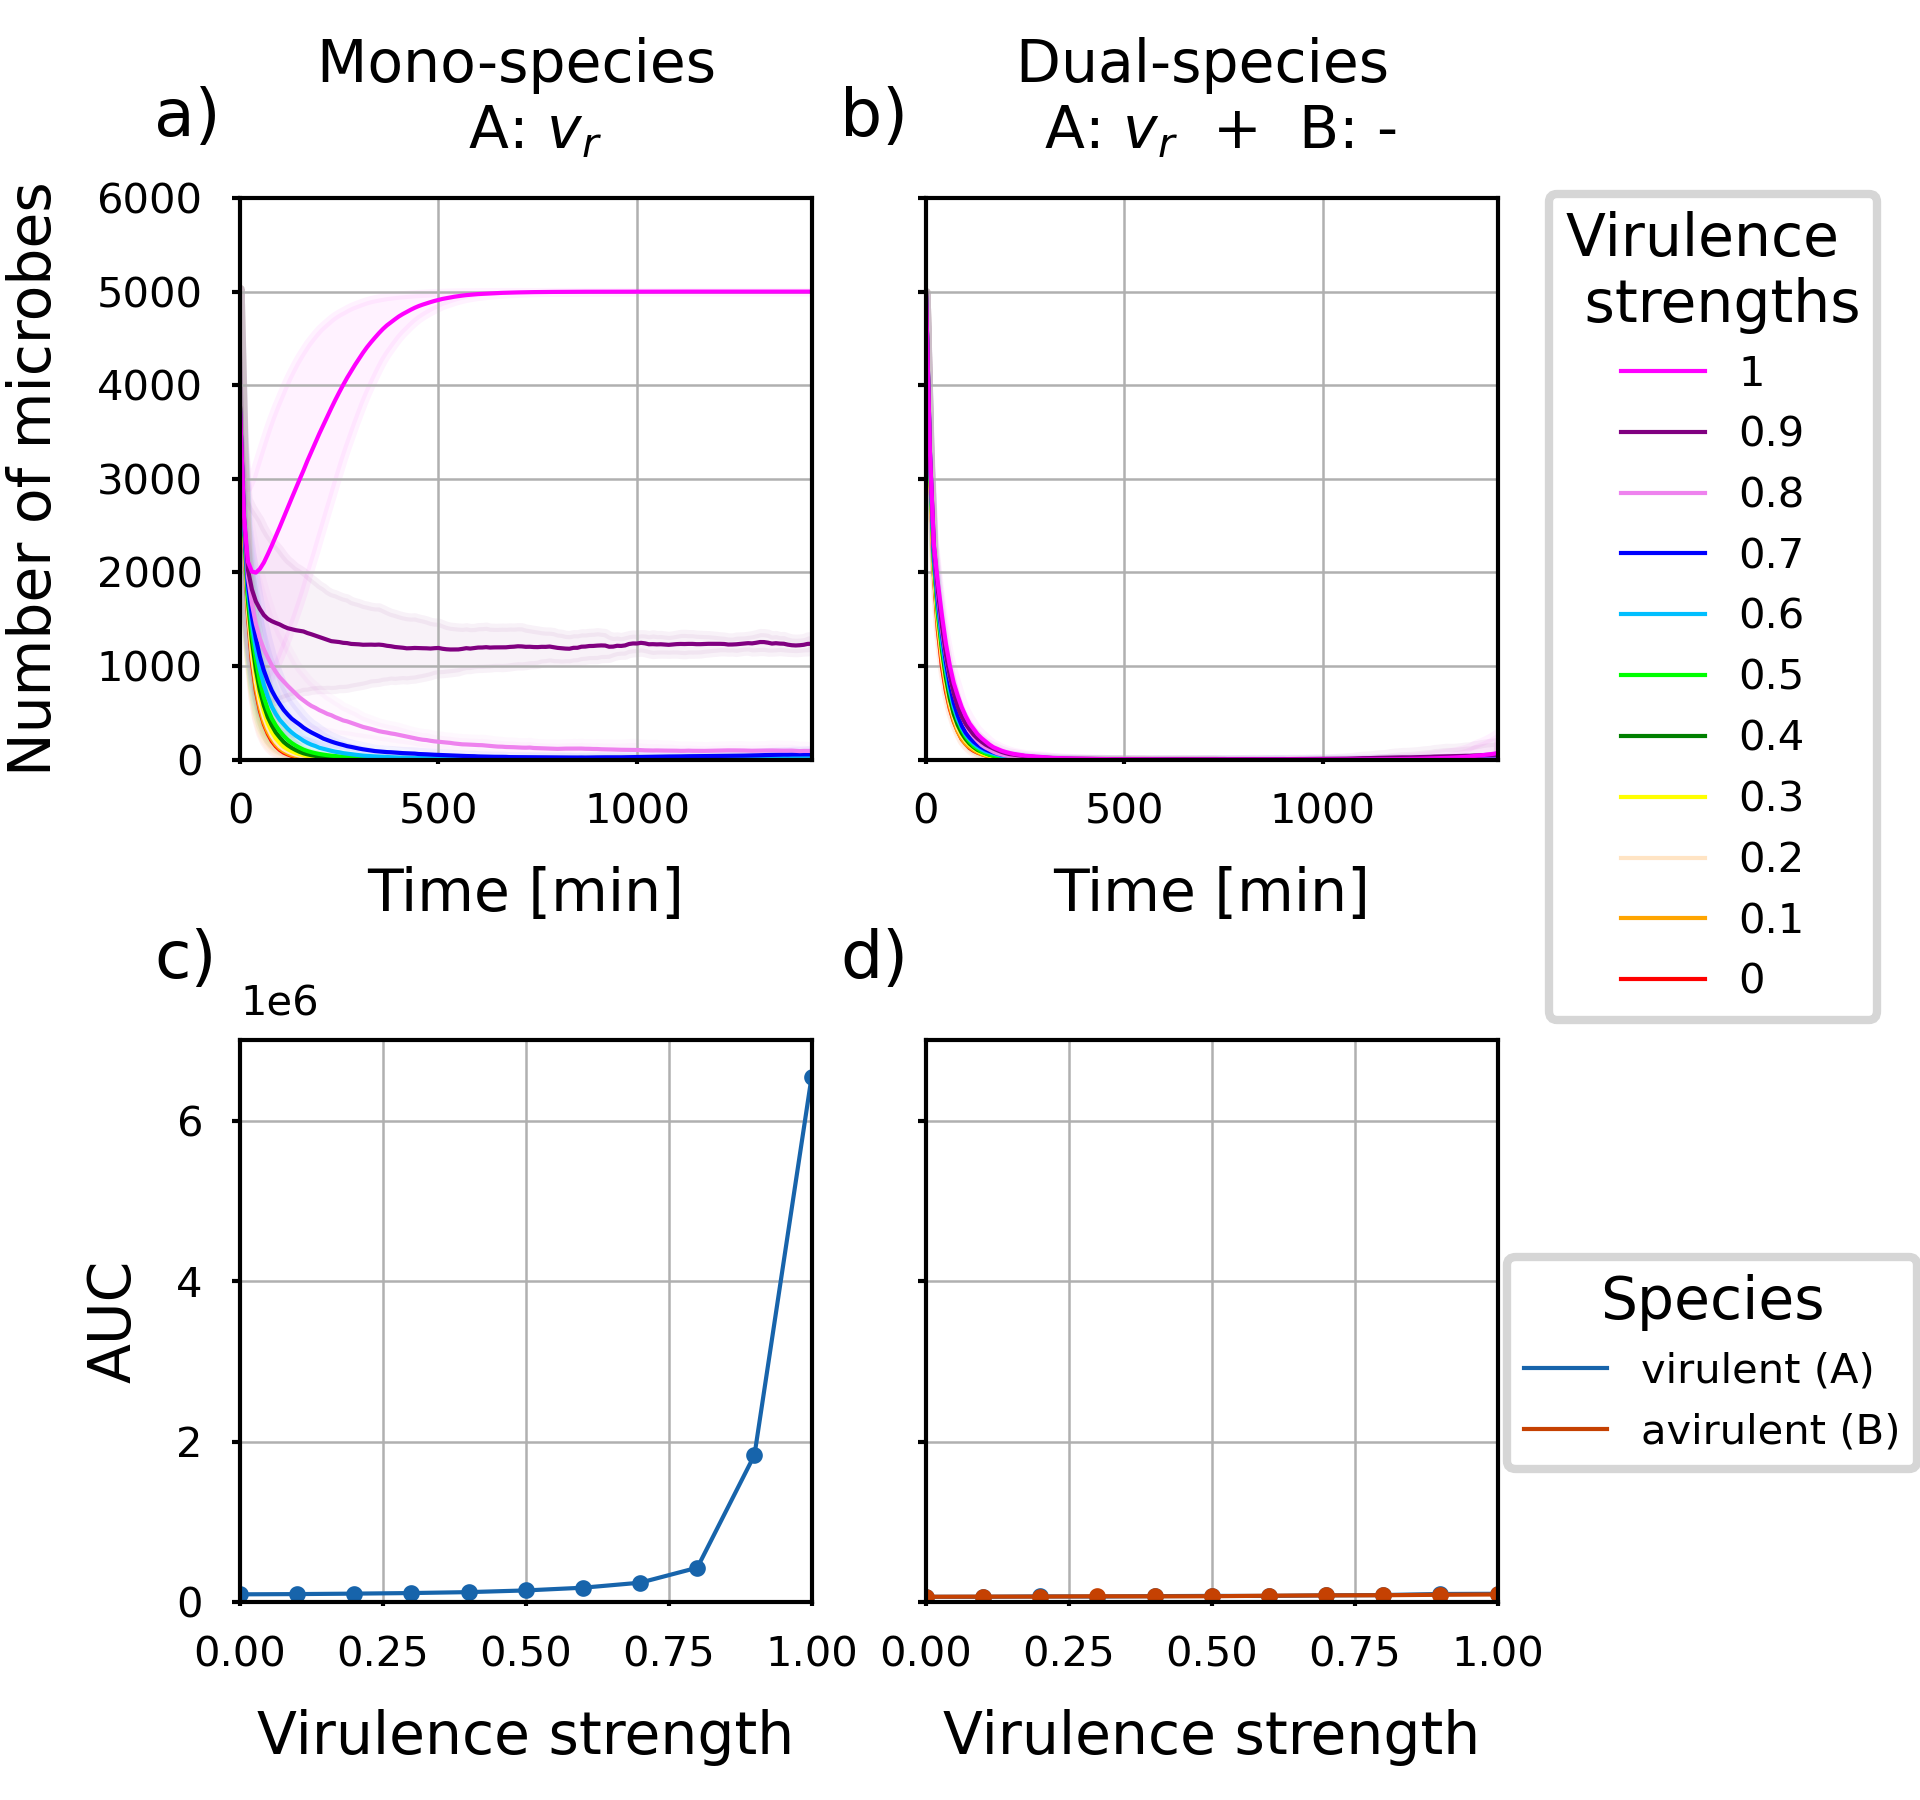 Mono-species
A: vr
Dual-species
A: vr + B: -
a)
b)
Number of microbes
6000
5000
4000
3000
2000
1000
0
0 500 1000
Time [min]
0 500 1000
Time [min]
Virulence
strengths
1
0.9
0.8
0.7
0.6
0.5
0.4
0.3
0.2
0.1
0
c)
d)
1e6
AUC
6
4
2
0
0.00 0.25 0.50 0.75 1.00
Virulence strength
0.00 0.25 0.50 0.75 1.00
Virulence strength
Species
virulent (A)
avirulent (B)